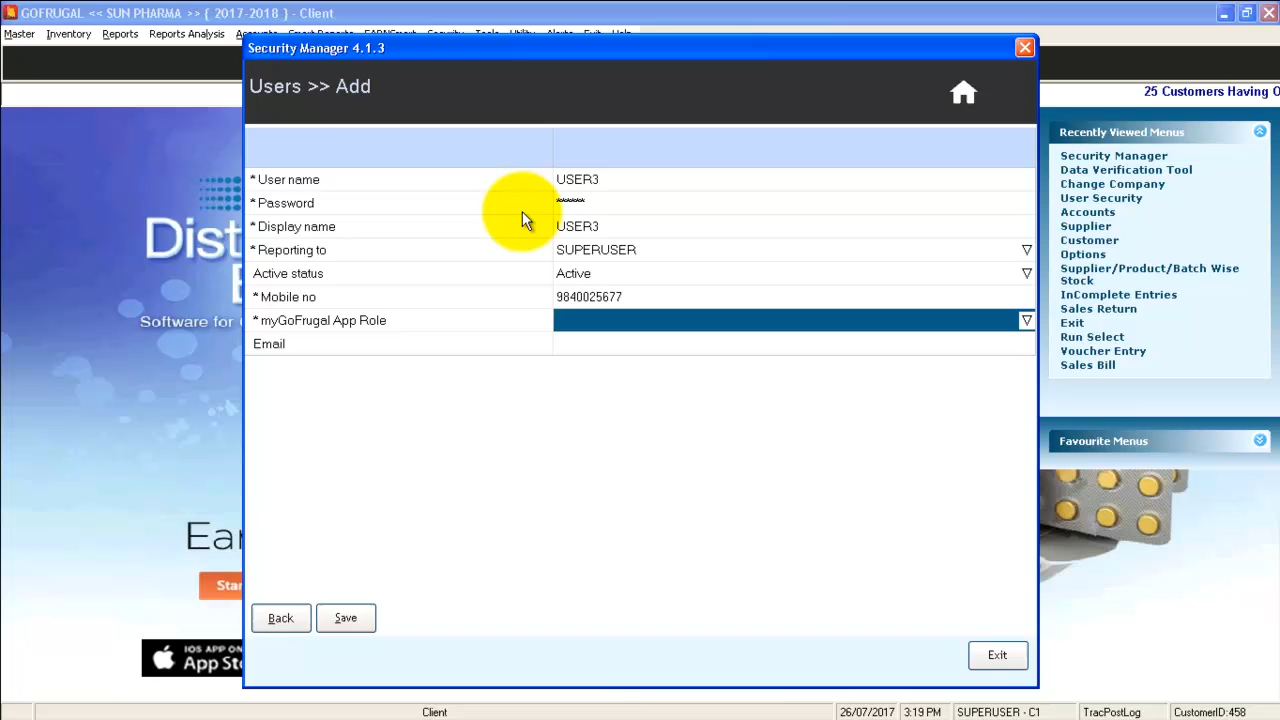 GOFRUGAL << SUN PHARMA >> { 2017-2018 } - Client
Master Inventory Reports Reports Analysis
Security Manager 4.1.3
Users >> Add
25 Customers Having O
* User name USER3
* Password ******
* Display name USER3
* Reporting to SUPERUSER
Active status Active
* Mobile no 9840025677
* myGoFrugal App Role
Email
Back Save
Exit
Dist
Software for
Ear
Star
IOS APP ON
App Sto
Recently Viewed Menus
Security Manager
Data Verification Tool
Change Company
User Security
Accounts
Supplier
Customer
Options
Supplier/Product/Batch Wise
Stock
InComplete Entries
Sales Return
Exit
Run Select
Voucher Entry
Sales Bill
Favourite Menus
Client 26/07/2017 3:19 PM SUPERUSER - C1 TracPostLog CustomerID:458